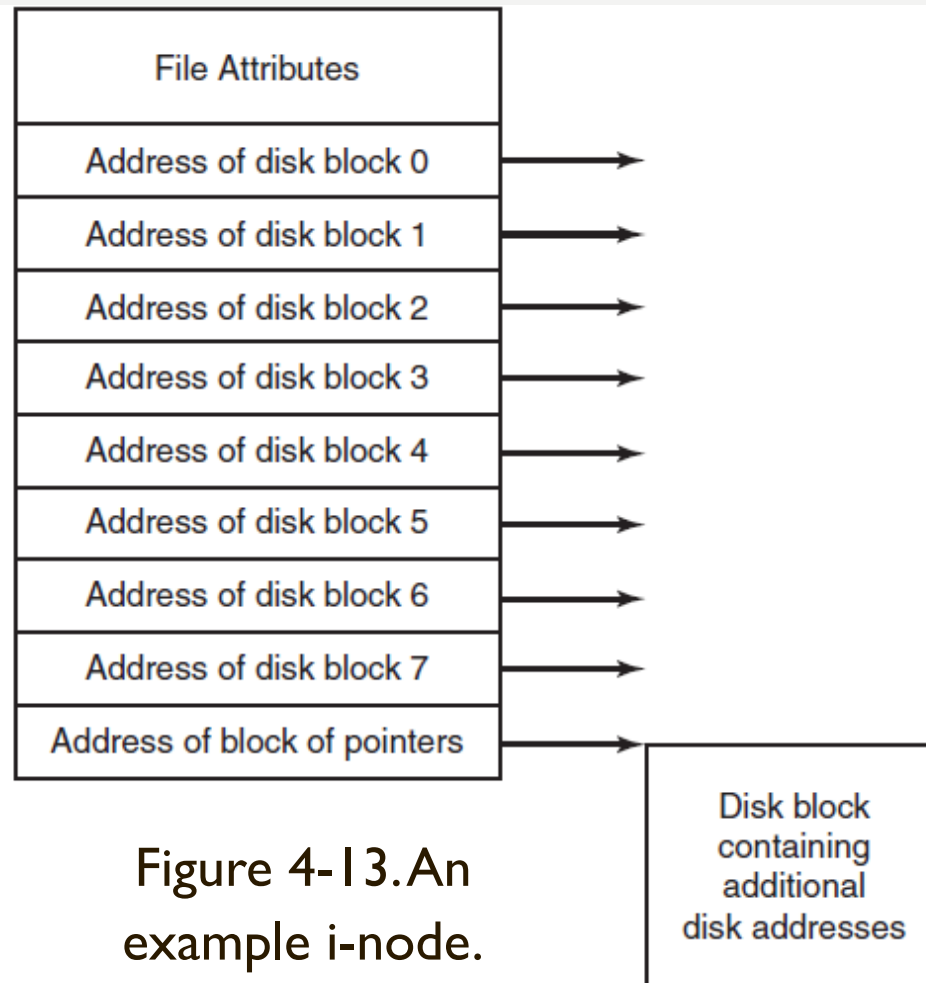 File Attributes
Address of disk block 0
Address of disk block 1
Address of disk block 2
Address of disk block 3
Address of disk block 4
Address of disk block 5
Address of disk block 6
Address of disk block 7
Address of block of pointers
Disk block
containing
additional
disk addresses
Figure 4-13. An
example i-node.